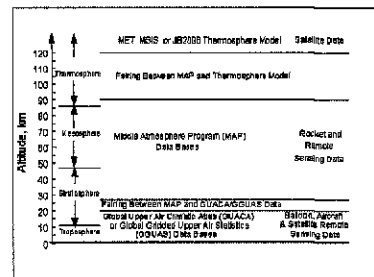 MET, MSIS or JB2008 Thermosphere Model
Satellite Data
Thermosphere
Fairing Between MAP and Thermosphere Model
Altitude, km
120
110
100
90
80
70
60
50
40
30
20
10
0
Mesosphere
Middle Atmosphere Program (MAP)
Data Bases
Rocket and
Remote
Sensing Data
Stratosphere
Fairing Between MAP and GUACA/GGUAS Data
Troposphere
Global Upper Air Climatic Atlas (GUACA)
or Global Gridded Upper Air Statistics
(GGUAS) Data Bases
Balloon, Aircraft
& Satellite Remote
Sensing Data